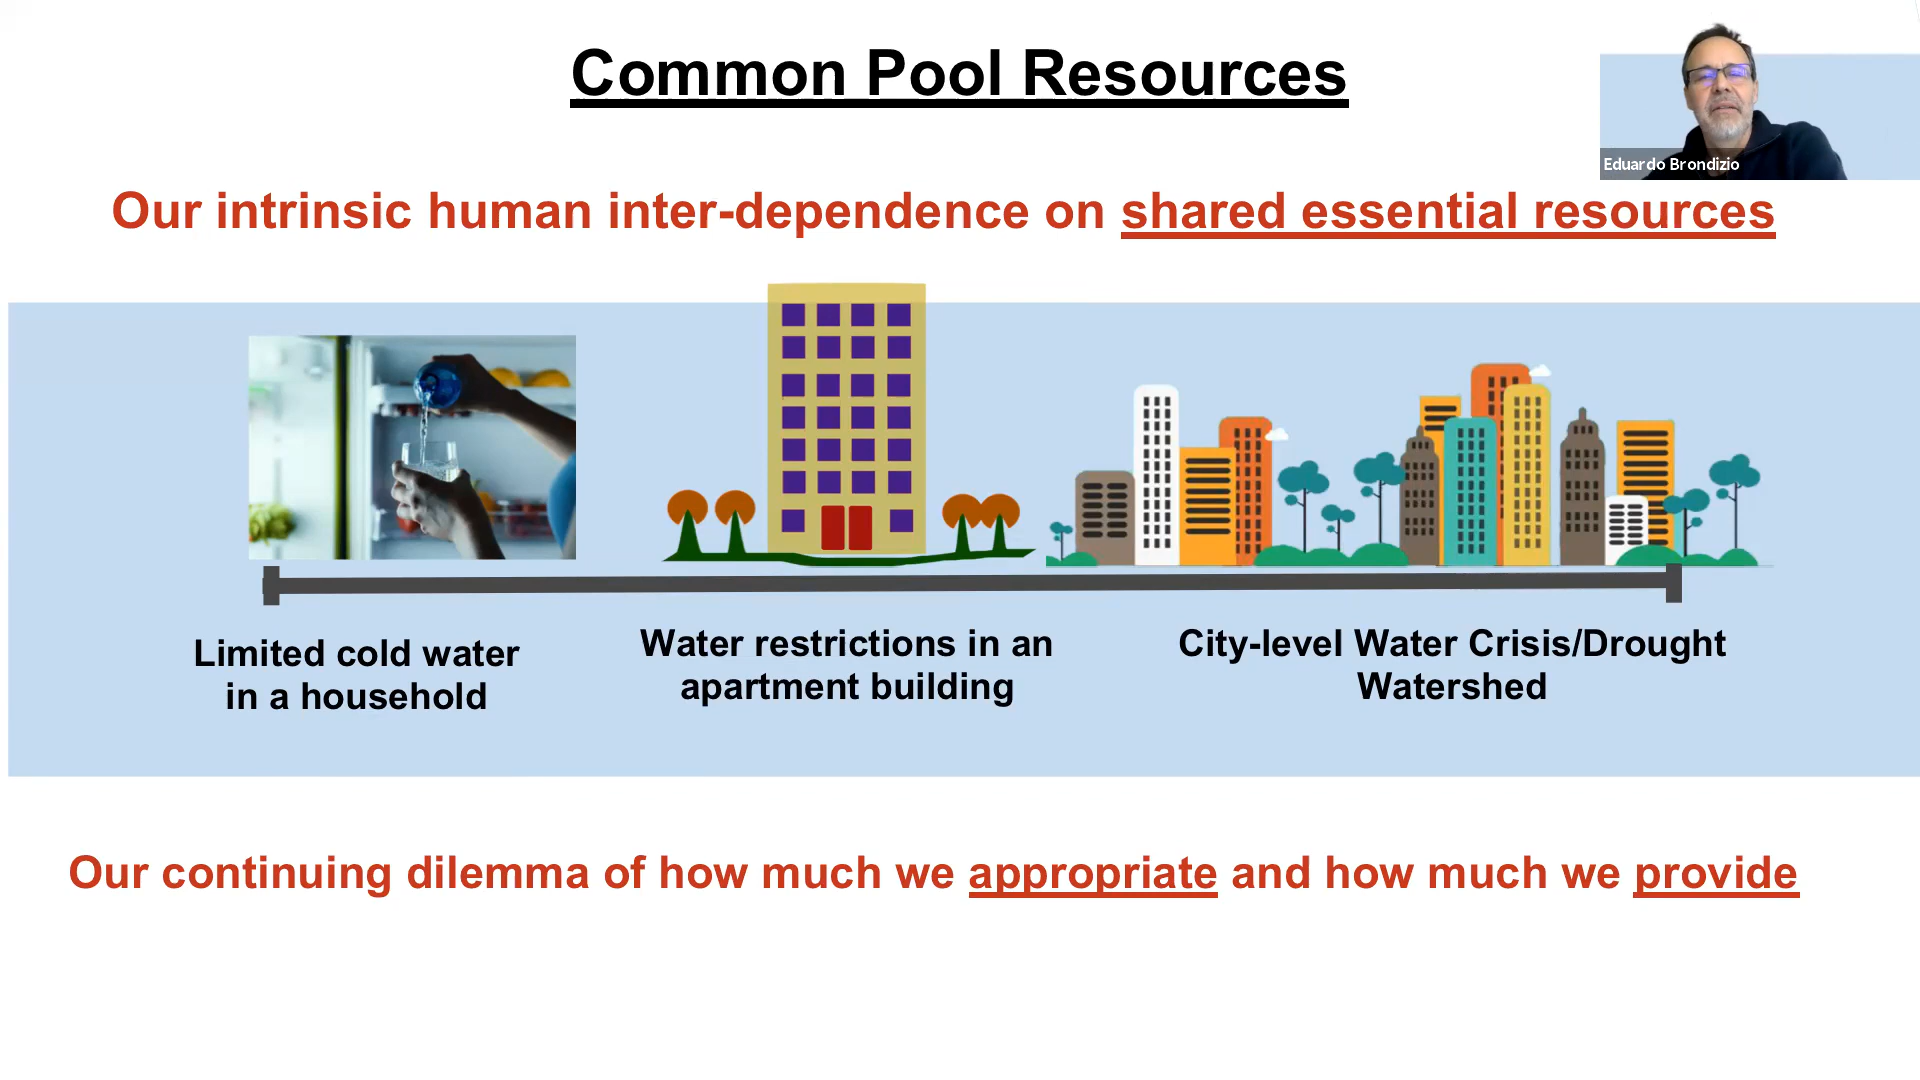 Common Pool Resources
Eduardo Brondizio
Our intrinsic human inter-dependence on shared essential resources
Limited cold water
in a household
Water restrictions in an
apartment building
City-level Water Crisis/Drought
Watershed
Our continuing dilemma of how much we appropriate and how much we provide